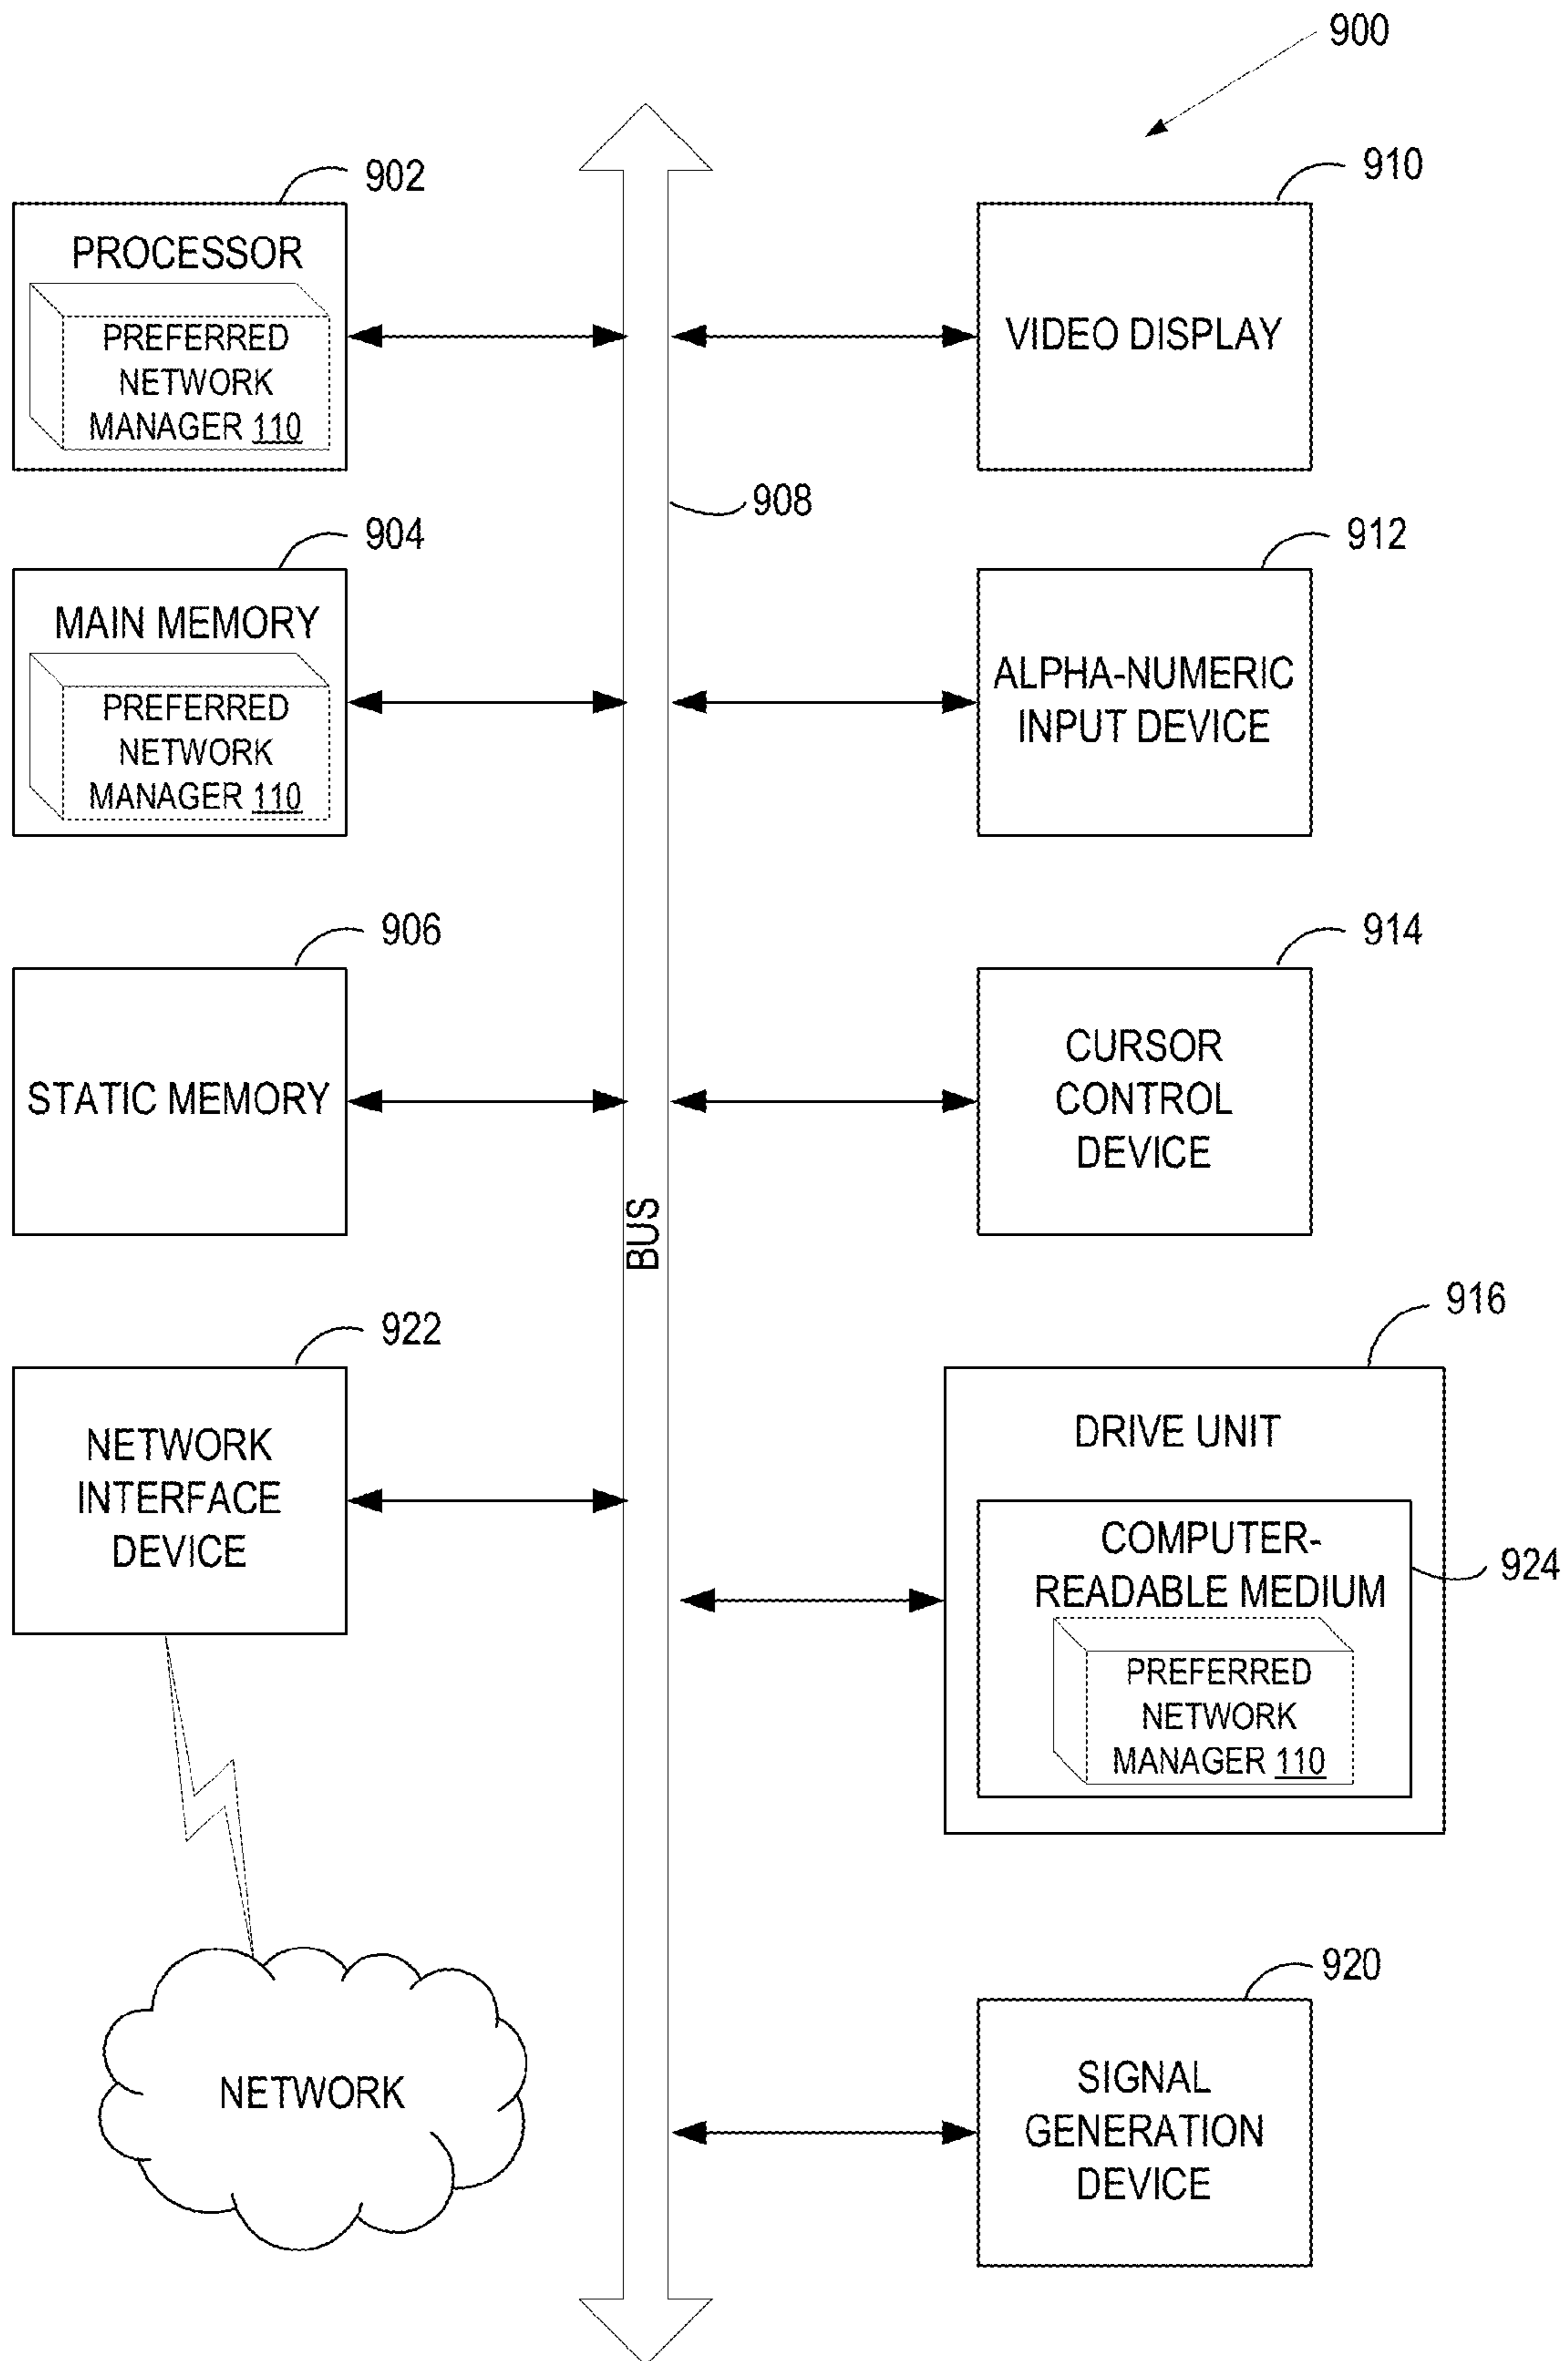 900
902
PROCESSOR
PREFERRED
NETWORK
MANAGER 110
910
VIDEO DISPLAY
908
904
MAIN MEMORY
PREFERRED
NETWORK
MANAGER 110
912
ALPHA-NUMERIC
INPUT DEVICE
906
STATIC MEMORY
914
CURSOR
CONTROL
DEVICE
BUS
922
NETWORK
INTERFACE
DEVICE
916
DRIVE UNIT
COMPUTER-
READABLE MEDIUM
924
PREFERRED
NETWORK
MANAGER 110
NETWORK
920
SIGNAL
GENERATION
DEVICE